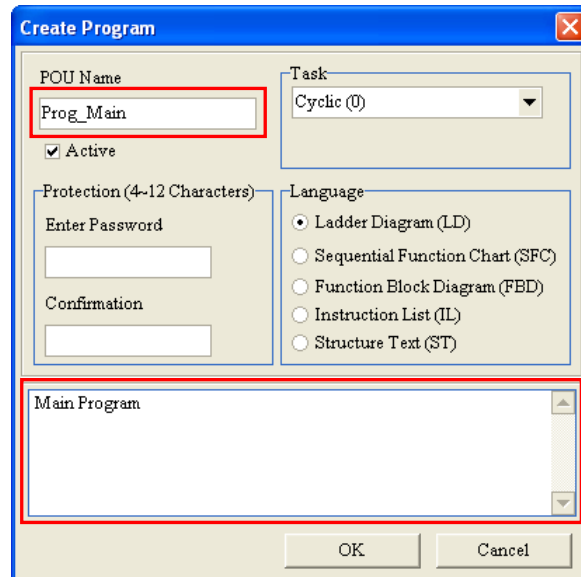 Create Program
POU Name
Prog_Main
Active
Task
Cyclic (0)
Protection (4~12 Characters)
Enter Password
Confirmation
Language
Ladder Diagram (LD)
Sequential Function Chart (SFC)
Function Block Diagram (FBD)
Instruction List (IL)
Structure Text (ST)
Main Program
OK
Cancel